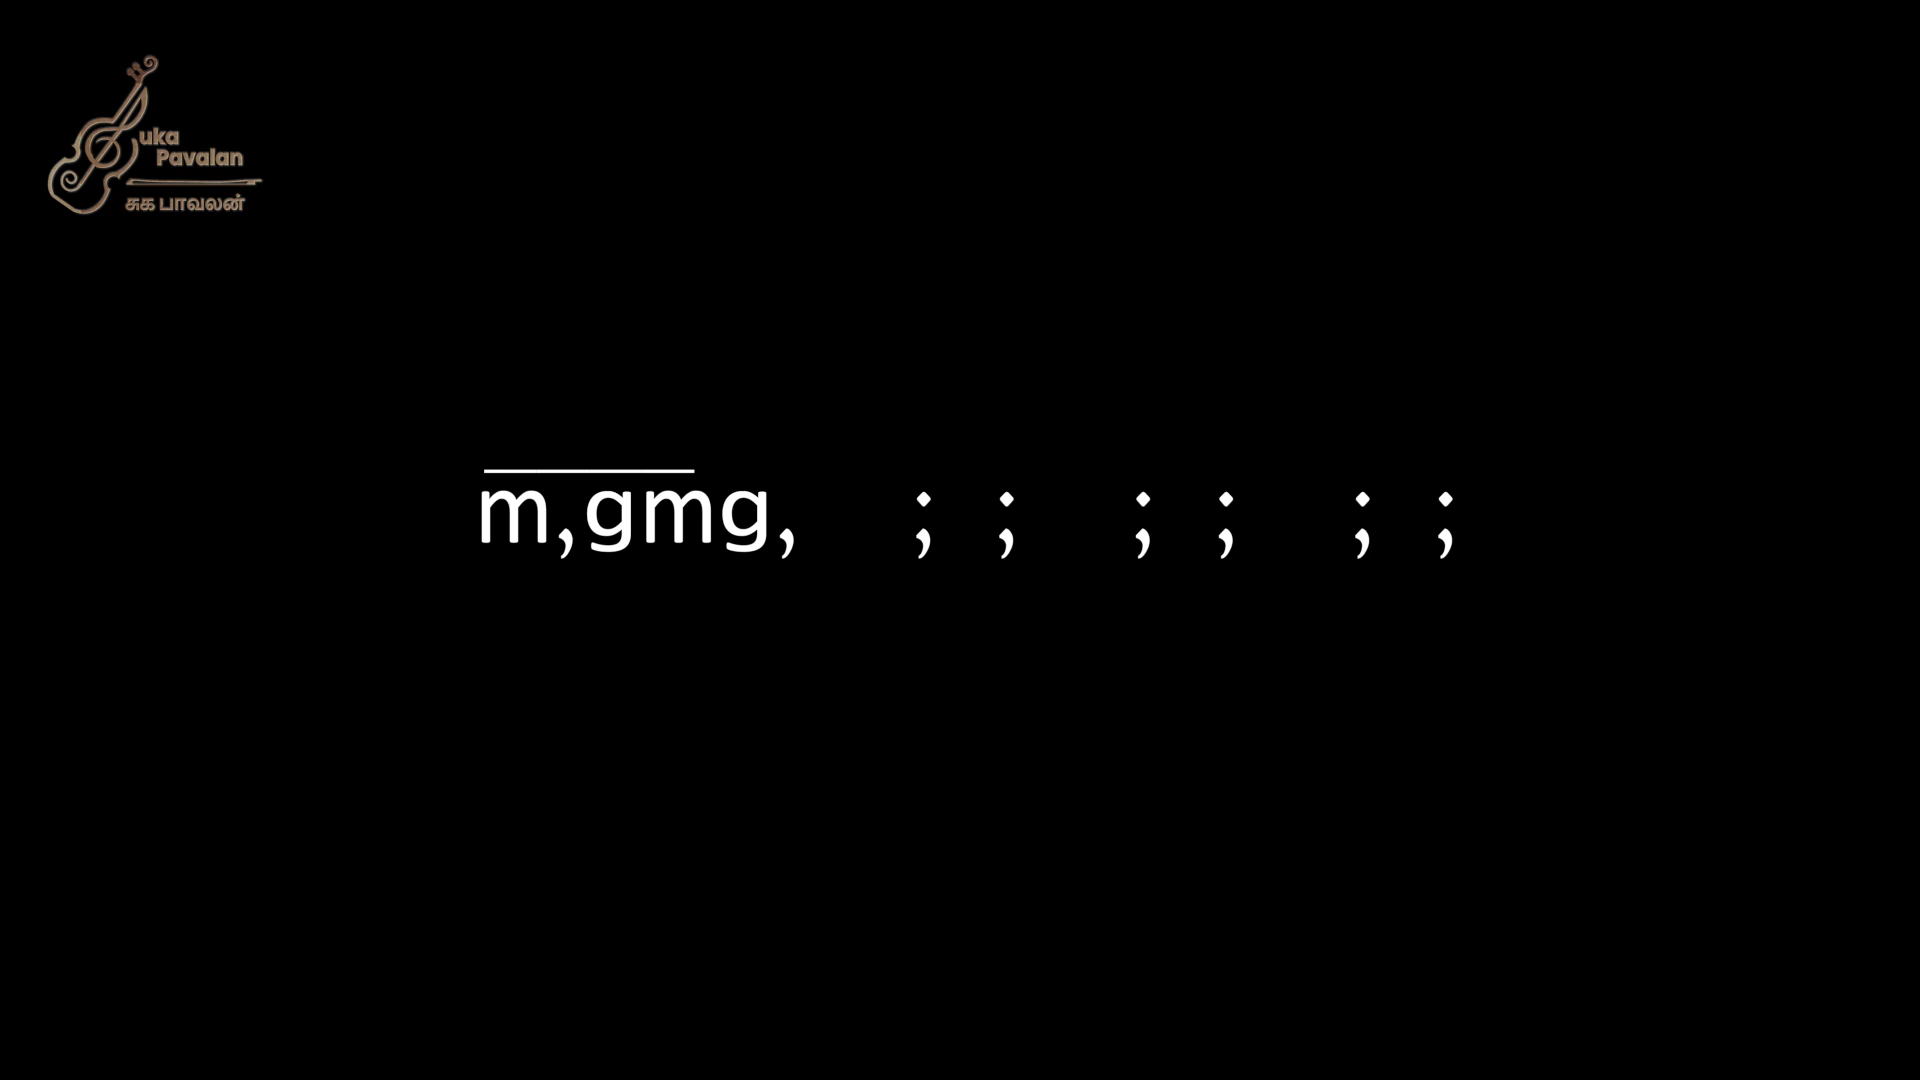 uka
Pavalan
சுக பாவலன்
m,gmg, ; ; ; ; ; ;